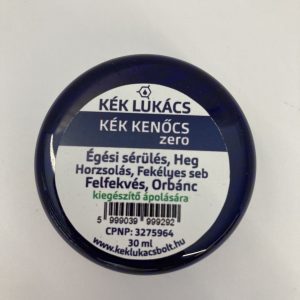 KÉK LUKÁCS
KÉK KENŐCS
zero
Égési sérülés, Heg
Horzsolás, Fekélyes seb
Felfekvés, Orbánc
kiegészítő ápolására
5 999039 999292
CPNP: 3275964
30 ml
www.keklukacsbolt.hu